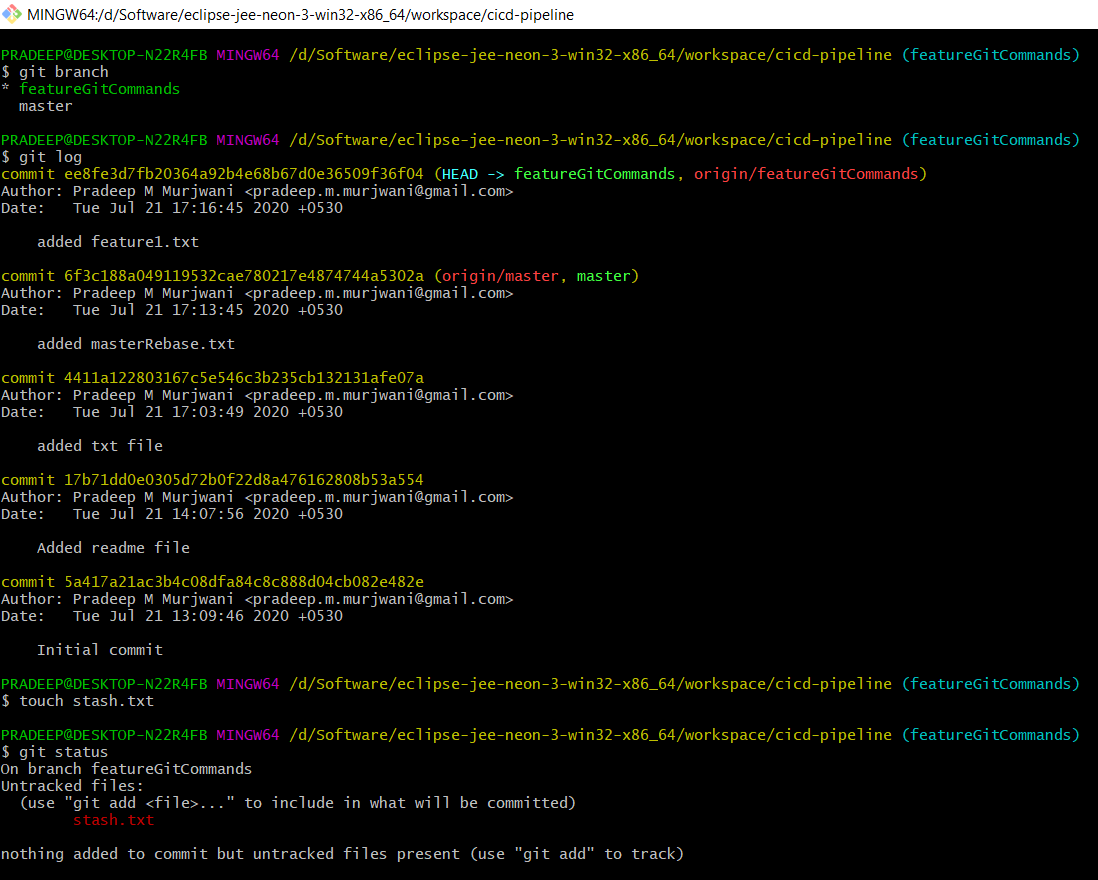 MINGW64:/d/Software/eclipse-jee-neon-3-win32-x86_64/workspace/cicd-pipeline
PRADEEP@DESKTOP-N22R4FB MINGW64 /d/Software/eclipse-jee-neon-3-win32-x86_64/workspace/cicd-pipeline (featureGitCommands)
$ git branch
* featureGitCommands
  master
PRADEEP@DESKTOP-N22R4FB MINGW64 /d/Software/eclipse-jee-neon-3-win32-x86_64/workspace/cicd-pipeline (featureGitCommands)
$ git log
commit ee8fe3d7fb20364a92b4e68b67d0e36509f36f04 (HEAD -> featureGitCommands, origin/featureGitCommands)
Author: Pradeep M Murjwani <pradeep.m.murjwani@gmail.com>
Date:   Tue Jul 21 17:16:45 2020 +0530
    added feature1.txt
commit 6f3c188a049119532cae780217e4874744a5302a (origin/master, master)
Author: Pradeep M Murjwani <pradeep.m.murjwani@gmail.com>
Date:   Tue Jul 21 17:13:45 2020 +0530
    added masterRebase.txt
commit 4411a122803167c5e546c3b235cb132131afe07a
Author: Pradeep M Murjwani <pradeep.m.murjwani@gmail.com>
Date:   Tue Jul 21 17:03:49 2020 +0530
    added txt file
commit 17b71dd0e0305d72b0f22d8a476162808b53a554
Author: Pradeep M Murjwani <pradeep.m.murjwani@gmail.com>
Date:   Tue Jul 21 14:07:56 2020 +0530
    Added readme file
commit 5a417a21ac3b4c08dfa84c8c888d04cb082e482e
Author: Pradeep M Murjwani <pradeep.m.murjwani@gmail.com>
Date:   Tue Jul 21 13:09:46 2020 +0530
    Initial commit
PRADEEP@DESKTOP-N22R4FB MINGW64 /d/Software/eclipse-jee-neon-3-win32-x86_64/workspace/cicd-pipeline (featureGitCommands)
$ touch stash.txt
PRADEEP@DESKTOP-N22R4FB MINGW64 /d/Software/eclipse-jee-neon-3-win32-x86_64/workspace/cicd-pipeline (featureGitCommands)
$ git status
On branch featureGitCommands
Untracked files:
  (use "git add <file>..." to include in what will be committed)
        stash.txt
nothing added to commit but untracked files present (use "git add" to track)